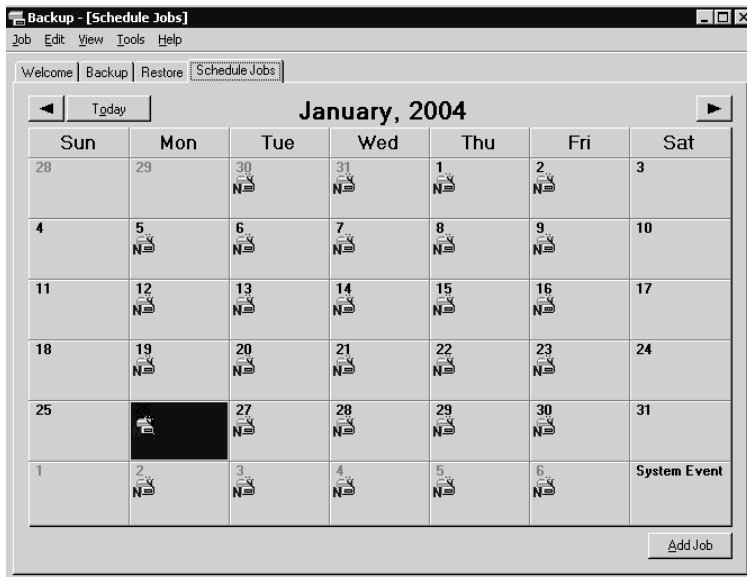 Backup - [Schedule Jobs]
Job Edit View Tools Help
Welcome Backup Restore Schedule Jobs
Today January, 2004
Sun Mon Tue Wed Thu Fri Sat
28 29 30 31 1 2 3
N N N N
4 5 6 7 8 9 10
N N N N N
11 12 13 14 15 16 17
N N N N N
18 19 20 21 22 23 24
N N N N N
25 26 27 28 29 30 31
N N N N
1 2 3 4 5 6 System Event
N N N N N
Add Job